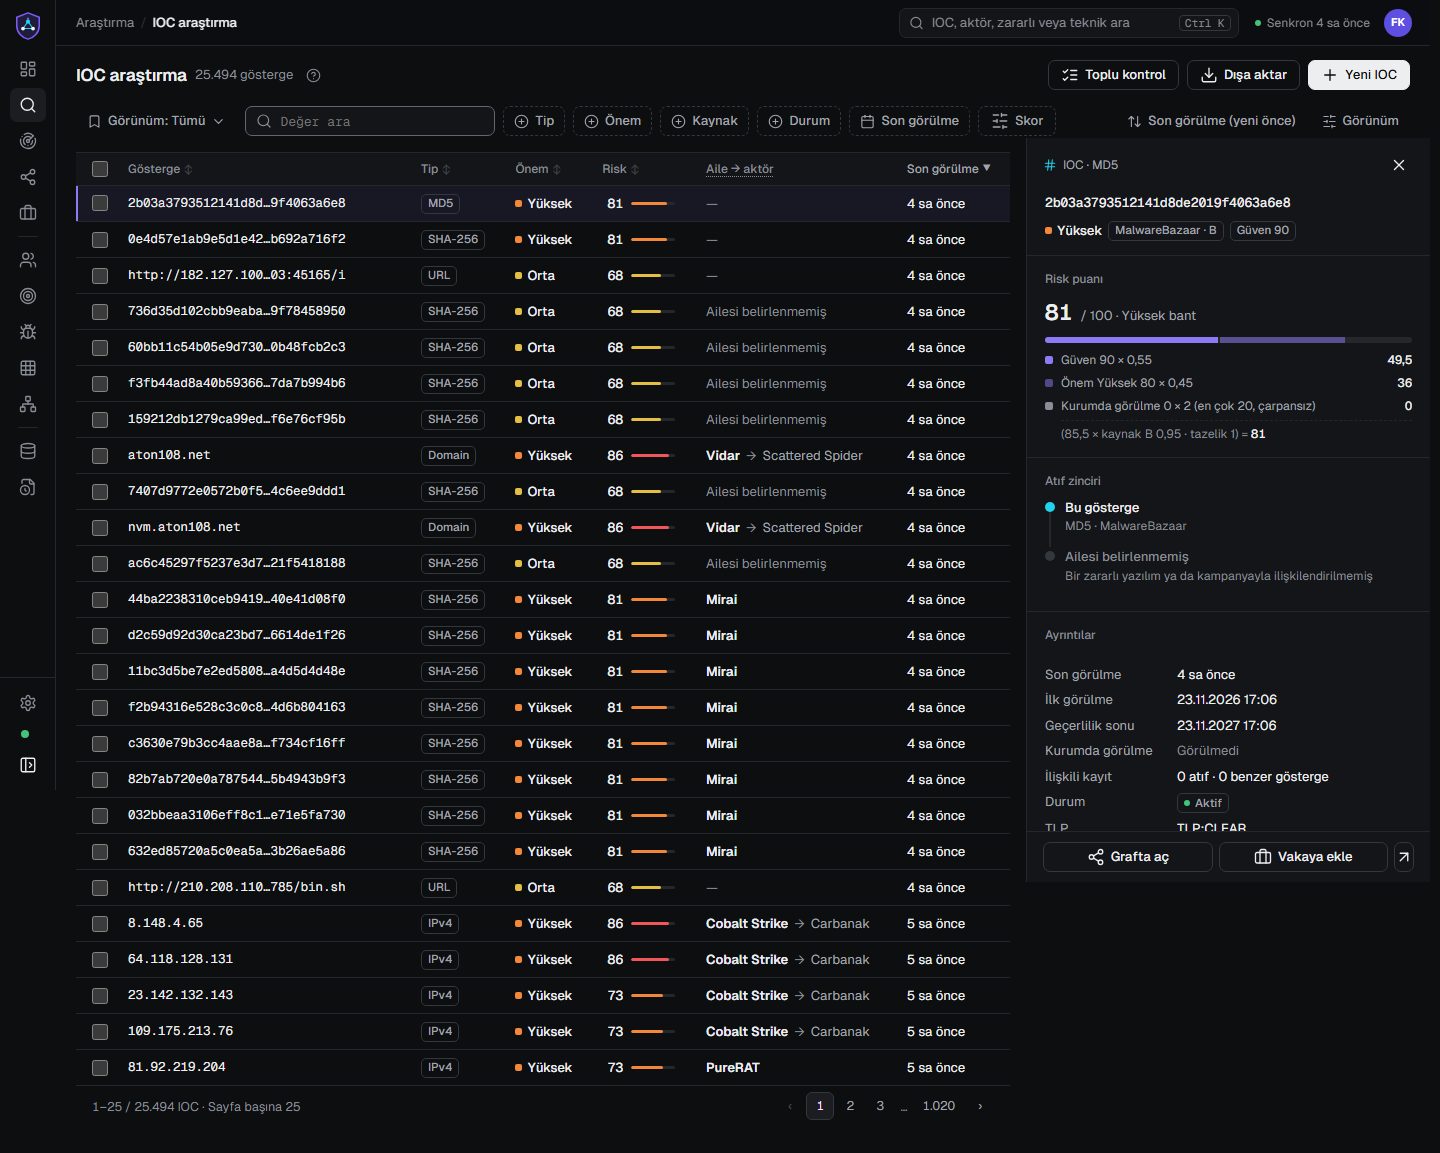 Araştırma / IOC araştırma
IOC, aktör, zararlı veya teknik ara
Ctrl K
Senkron 4 sa önce
FK
IOC araştırma 25.494 gösterge
Toplu kontrol
Dışa aktar
Yeni IOC
Görünüm: Tümü
Değer ara
Tip
Önem
Kaynak
Durum
Son görülme
Skor
Son görülme (yeni önce)
Görünüm
Gösterge Tip Önem Risk Aile → aktör Son görülme
2b03a3793512141d8d…9f4063a6e8 MD5 Yüksek 81 — 4 sa önce
0e4d57e1ab9e5d1e42…b692a716f2 SHA-256 Yüksek 81 — 4 sa önce
http://182.127.100…03:45165/i URL Orta 68 — 4 sa önce
736d35d102cbb9eaba…9f78458950 SHA-256 Orta 68 Ailesi belirlenmemiş 4 sa önce
60bb11c54b05e9d730…0b48fcb2c3 SHA-256 Orta 68 Ailesi belirlenmemiş 4 sa önce
f3fb44ad8a40b59366…7da7b994b6 SHA-256 Orta 68 Ailesi belirlenmemiş 4 sa önce
159212db1279ca99ed…f6e76cf95b SHA-256 Orta 68 Ailesi belirlenmemiş 4 sa önce
aton108.net Domain Yüksek 86 Vidar → Scattered Spider 4 sa önce
7407d9772e0572b0f5…4c6ee9ddd1 SHA-256 Orta 68 Ailesi belirlenmemiş 4 sa önce
nvm.aton108.net Domain Yüksek 86 Vidar → Scattered Spider 4 sa önce
ac6c45297f5237e3d7…21f5418188 SHA-256 Orta 68 Ailesi belirlenmemiş 4 sa önce
44ba2238310ceb9419…40e41d08f0 SHA-256 Yüksek 81 Mirai 4 sa önce
d2c59d92d30ca23bd7…6614de1f26 SHA-256 Yüksek 81 Mirai 4 sa önce
11bc3d5be7e2ed5808…a4d5d4d48e SHA-256 Yüksek 81 Mirai 4 sa önce
f2b94316e528c3c0c8…4d6b804163 SHA-256 Yüksek 81 Mirai 4 sa önce
c3630e79b3cc4aae8a…f734cf16ff SHA-256 Yüksek 81 Mirai 4 sa önce
82b7ab720e0a787544…5b4943b9f3 SHA-256 Yüksek 81 Mirai 4 sa önce
032bbeaa3106eff8c1…e71e5fa730 SHA-256 Yüksek 81 Mirai 4 sa önce
632ed85720a5c0ea5a…3b26ae5a86 SHA-256 Yüksek 81 Mirai 4 sa önce
http://210.208.110…785/bin.sh URL Orta 68 — 4 sa önce
8.148.4.65 IPv4 Yüksek 86 Cobalt Strike → Carbanak 5 sa önce
64.118.128.131 IPv4 Yüksek 86 Cobalt Strike → Carbanak 5 sa önce
23.142.132.143 IPv4 Yüksek 73 Cobalt Strike → Carbanak 5 sa önce
109.175.213.76 IPv4 Yüksek 73 Cobalt Strike → Carbanak 5 sa önce
81.92.219.204 IPv4 Yüksek 73 PureRAT 5 sa önce
1–25 / 25.494 IOC · Sayfa başına 25
‹ 1 2 3 … 1.020 ›
# IOC · MD5
2b03a3793512141d8de2019f4063a6e8
Yüksek MalwareBazaar · B Güven 90
Risk puanı
81 / 100 · Yüksek bant
Güven 90 × 0,55 49,5
Önem Yüksek 80 × 0,45 36
Kurumda görülme 0 × 2 (en çok 20, çarpansız) 0
(85,5 × kaynak B 0,95 · tazelik 1) = 81
Atıf zinciri
Bu gösterge
MD5 · MalwareBazaar
Ailesi belirlenmemiş
Bir zararlı yazılım ya da kampanyayla ilişkilendirilmemiş
Ayrıntılar
Son görülme 4 sa önce
İlk görülme 23.11.2026 17:06
Geçerlilik sonu 23.11.2027 17:06
Kurumda görülme Görülmedi
İlişkili kayıt 0 atıf · 0 benzer gösterge
Durum Aktif
TLP TLP:CLEAR
Grafta aç
Vakaya ekle